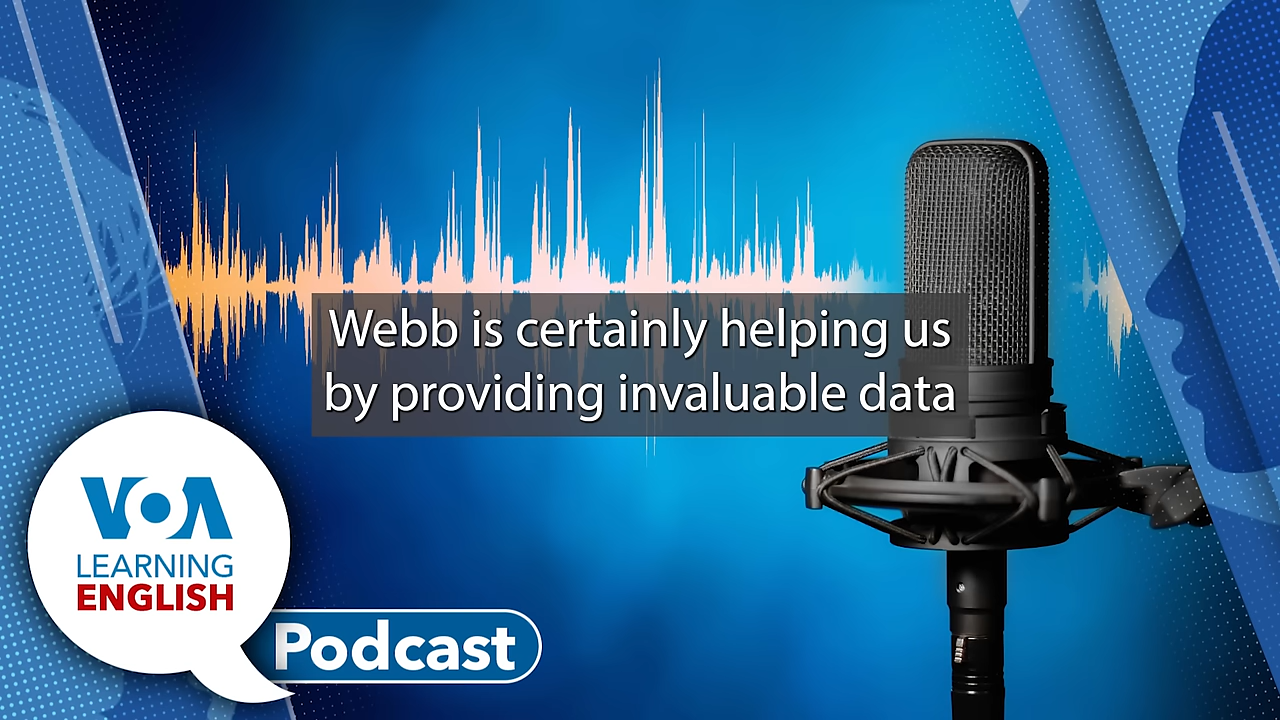 Webb is certainly helping us
by providing invaluable data
VOA
LEARNING
ENGLISH
Podcast